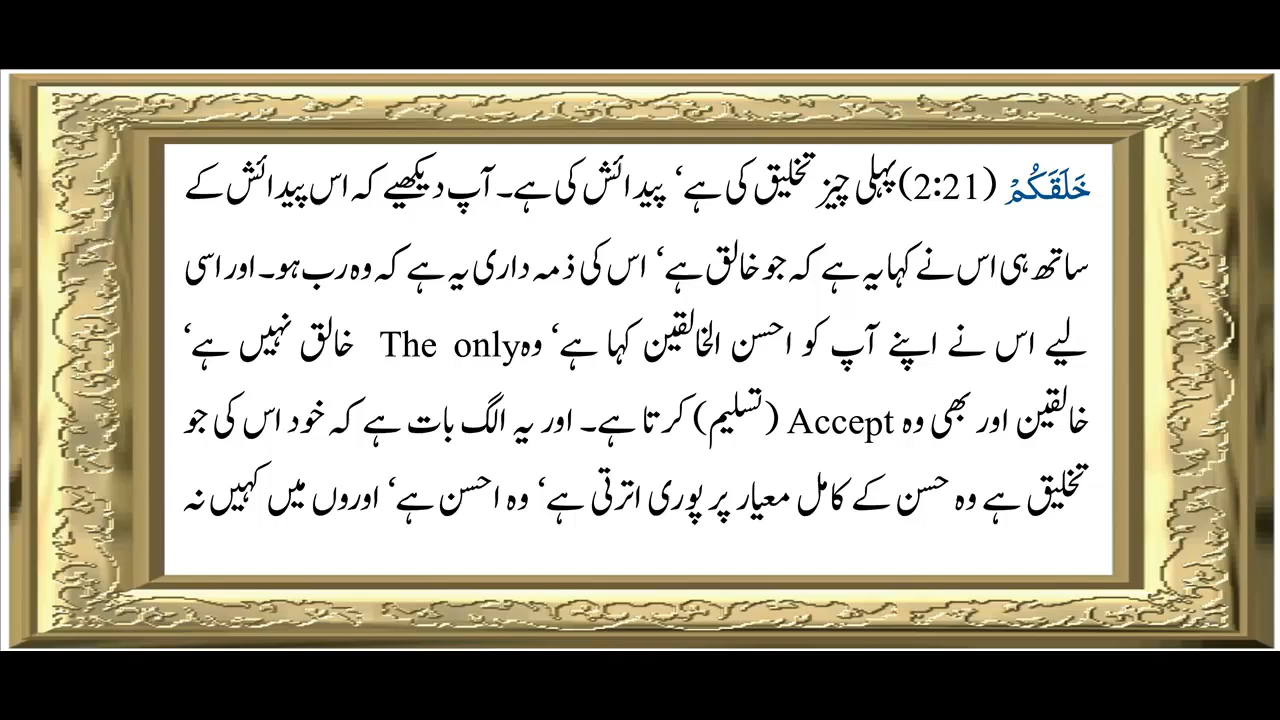 خَلَقَكُمْ (2:21) پہلی چیز تخلیق کی ہے‘ پیدائش کی ہے۔ آپ دیکھیے کہ اس پیدائش کے
ساتھ ہی اس نے کہا یہ ہے کہ جو خالق ہے‘ اس کی ذمہ داری یہ ہے کہ وہ رب ہو۔ اور اسی
لیے اس نے اپنے آپ کو احسن الخالقین کہا ہے‘ وہ The only خالق نہیں ہے‘
خالقین اور بھی وہ Accept (تسلیم) کرتا ہے۔ اور یہ الگ بات ہے کہ خود اس کی جو
تخلیق ہے وہ حسن کے کامل معیار پر پوری اترتی ہے‘ وہ احسن ہے‘ اوروں میں کہیں نہ